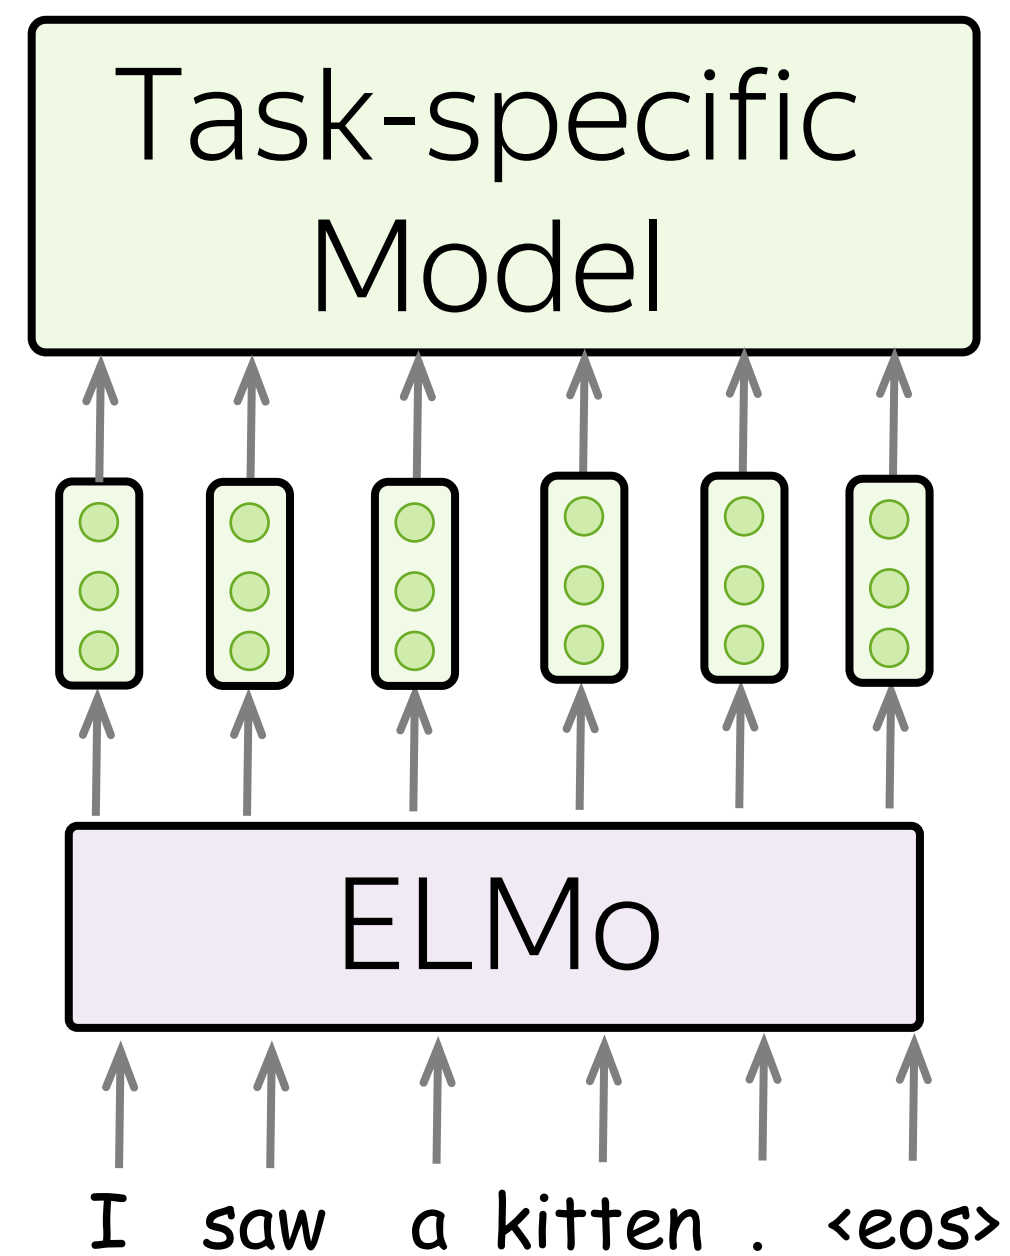 Task-specific
Model
ELMo
I saw a kitten . <eos>